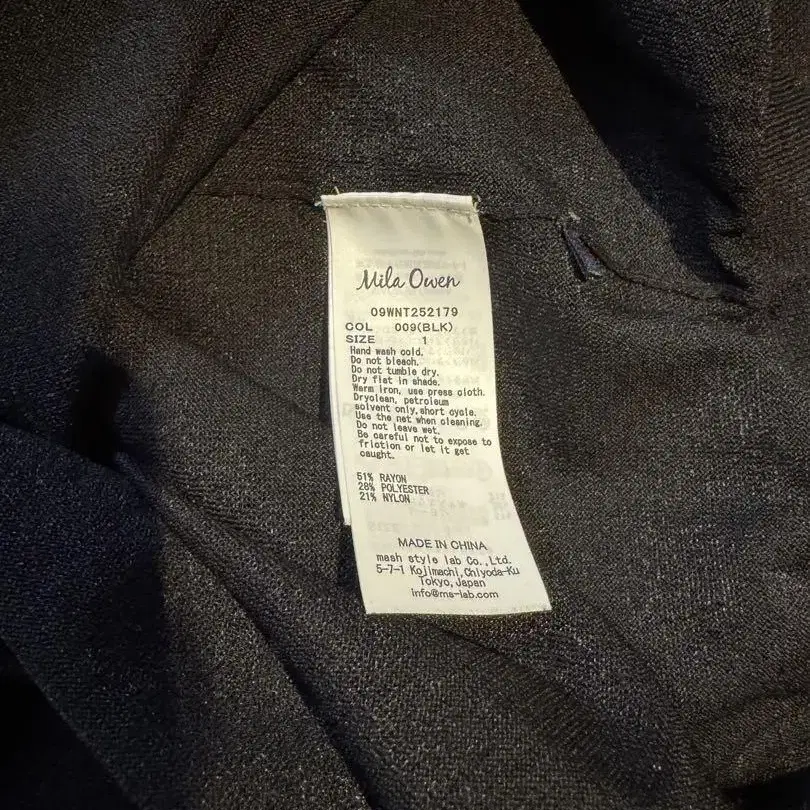 Mila Owen
09WNT252179
COL 009(BLK)
SIZE 1
Hand wash cold.
Do not bleach.
Do not tumble dry.
Dry flat in shade.
Warm iron, use press cloth.
Dryclean, petroleum
solvent only, short cycle.
Use the net when cleaning.
Do not leave wet.
Be careful not to expose to
friction or let it get
caught.
51% RAYON
28% POLYESTER
21% NYLON
MADE IN CHINA
mash style lab Co.,Ltd.
5-7-1 Kojimachi,Chiyoda-Ku
Tokyo,Japan
info@ms-lab.com